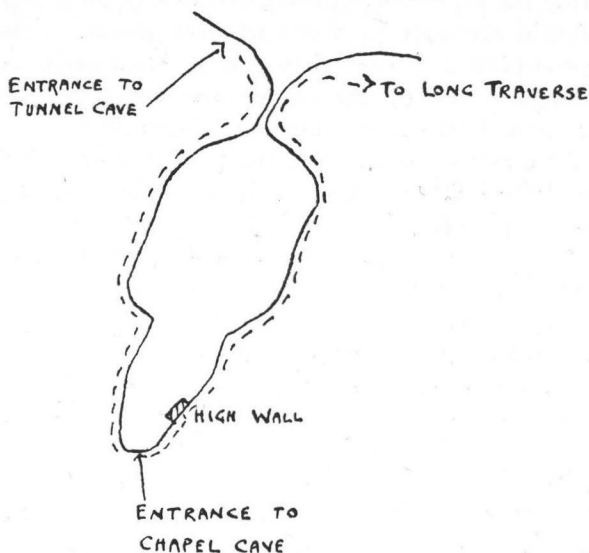 ENTRANCE TO
TUNNEL CAVE
TO LONG TRAVERSE
HIGH WALL
ENTRANCE TO
CHAPEL CAVE